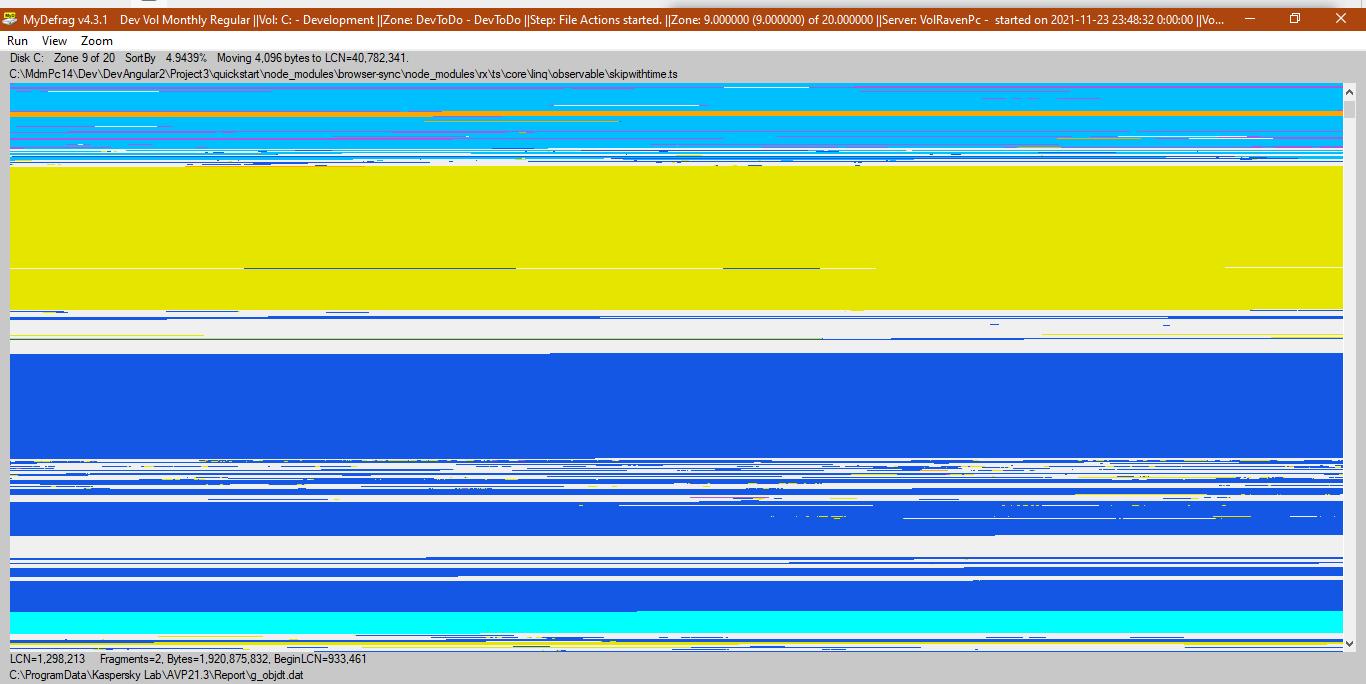 MyDefrag v4.3.1 Dev Vol Monthly Regular ||Vol: C: - Development ||Zone: DevToDo - DevToDo ||Step: File Actions started. ||Zone: 9.000000 (9.000000) of 20.000000 ||Server: VolRavenPc - started on 2021-11-23 23:48:32 0:00:00 ||Vo...
Run View Zoom
Disk C: Zone 9 of 20 SortBy 4.9439% Moving 4,096 bytes to LCN=40,782,341.
C:\MdmPc14\Dev\DevAngular2\Project3\quickstart\node_modules\browser-sync\node_modules\rx\ts\core\linq\observable\skipwithtime.ts
LCN=1,298,213 Fragments=2, Bytes=1,920,875,832, BeginLCN=933,461
C:\ProgramData\Kaspersky Lab\AVP21.3\Report\g_objdt.dat